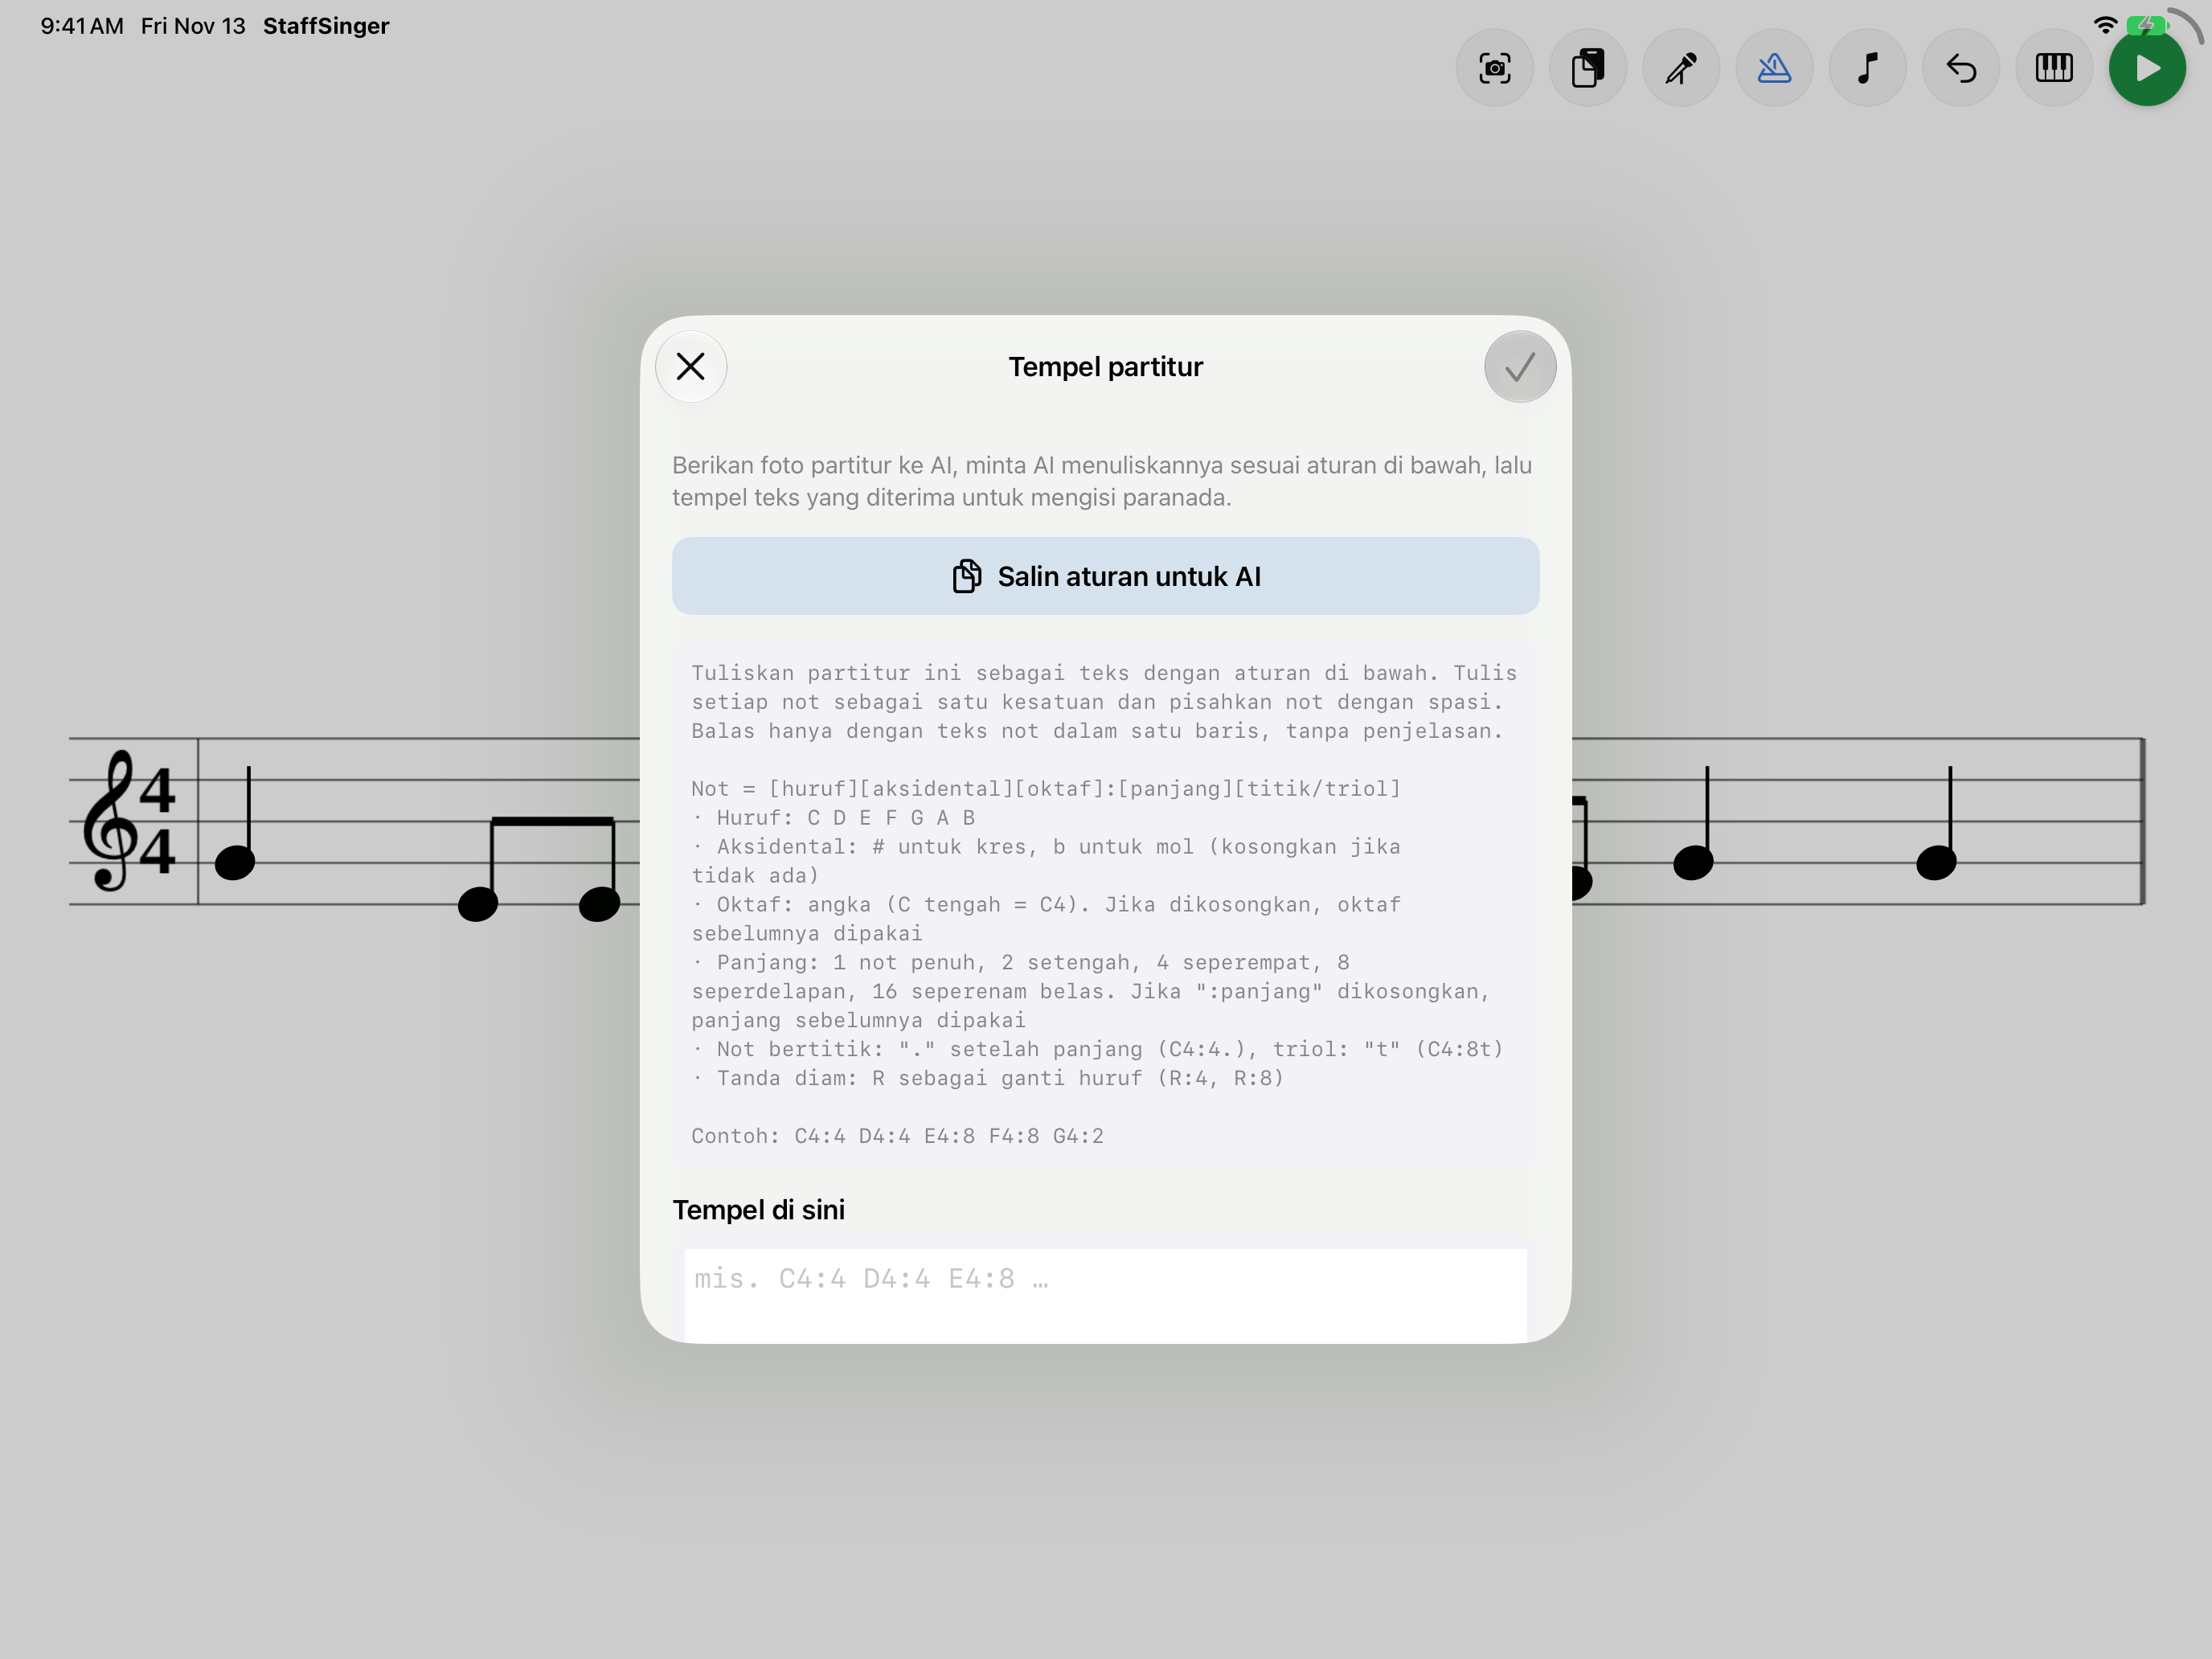 9:41 AM Fri Nov 13 StaffSinger
Tempel partitur
Berikan foto partitur ke AI, minta AI menuliskannya sesuai aturan di bawah, lalu
tempel teks yang diterima untuk mengisi paranada.
Salin aturan untuk AI
Tuliskan partitur ini sebagai teks dengan aturan di bawah. Tulis
setiap not sebagai satu kesatuan dan pisahkan not dengan spasi.
Balas hanya dengan teks not dalam satu baris, tanpa penjelasan.
Not = [huruf][aksidental][oktaf]:[panjang][titik/triol]
· Huruf: C D E F G A B
· Aksidental: # untuk kres, b untuk mol (kosongkan jika
tidak ada)
· Oktaf: angka (C tengah = C4). Jika dikosongkan, oktaf
sebelumnya dipakai
· Panjang: 1 not penuh, 2 setengah, 4 seperempat, 8
seperdelapan, 16 seperenam belas. Jika ":panjang" dikosongkan,
panjang sebelumnya dipakai
· Not bertitik: "." setelah panjang (C4:4.), triol: "t" (C4:8t)
· Tanda diam: R sebagai ganti huruf (R:4, R:8)
Contoh: C4:4 D4:4 E4:8 F4:8 G4:2
Tempel di sini
mis. C4:4 D4:4 E4:8 …
4
4